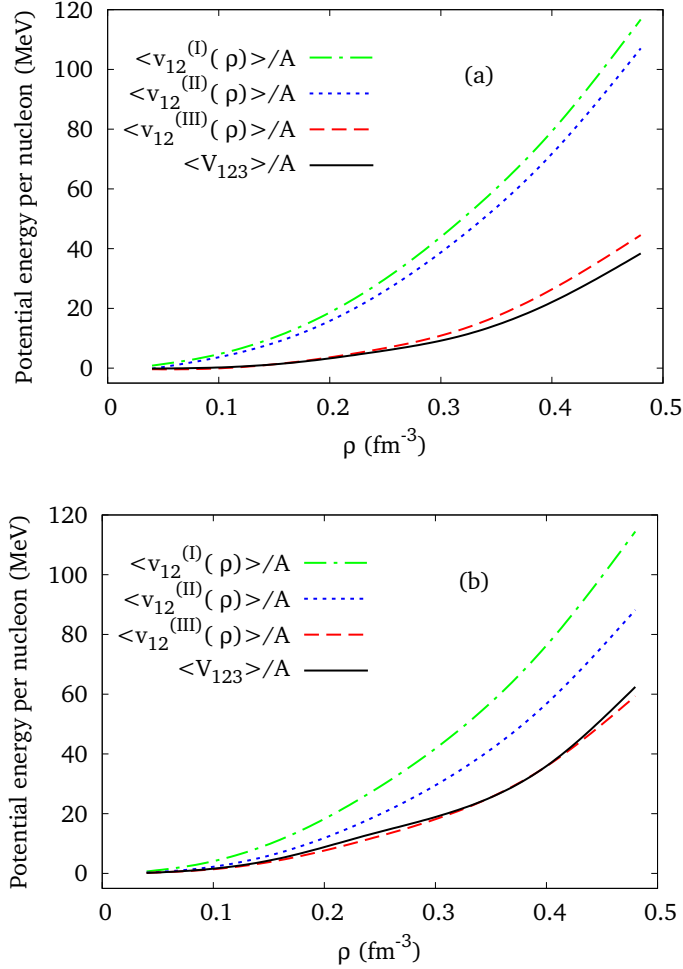 120
100
80
60
40
20
0
Potential energy per nucleon (MeV)
<v₁₂⁽ᴵ⁾( ρ)>/A
<v₁₂⁽ᴵᴵ⁾( ρ)>/A
<v₁₂⁽ᴵᴵᴵ⁾( ρ)>/A
<V₁₂₃>/A
(a)
0 0.1 0.2 0.3 0.4 0.5
ρ (fm⁻³)
120
100
80
60
40
20
0
Potential energy per nucleon (MeV)
<v₁₂⁽ᴵ⁾( ρ)>/A
<v₁₂⁽ᴵᴵ⁾( ρ)>/A
<v₁₂⁽ᴵᴵᴵ⁾( ρ)>/A
<V₁₂₃>/A
(b)
0 0.1 0.2 0.3 0.4 0.5
ρ (fm⁻³)